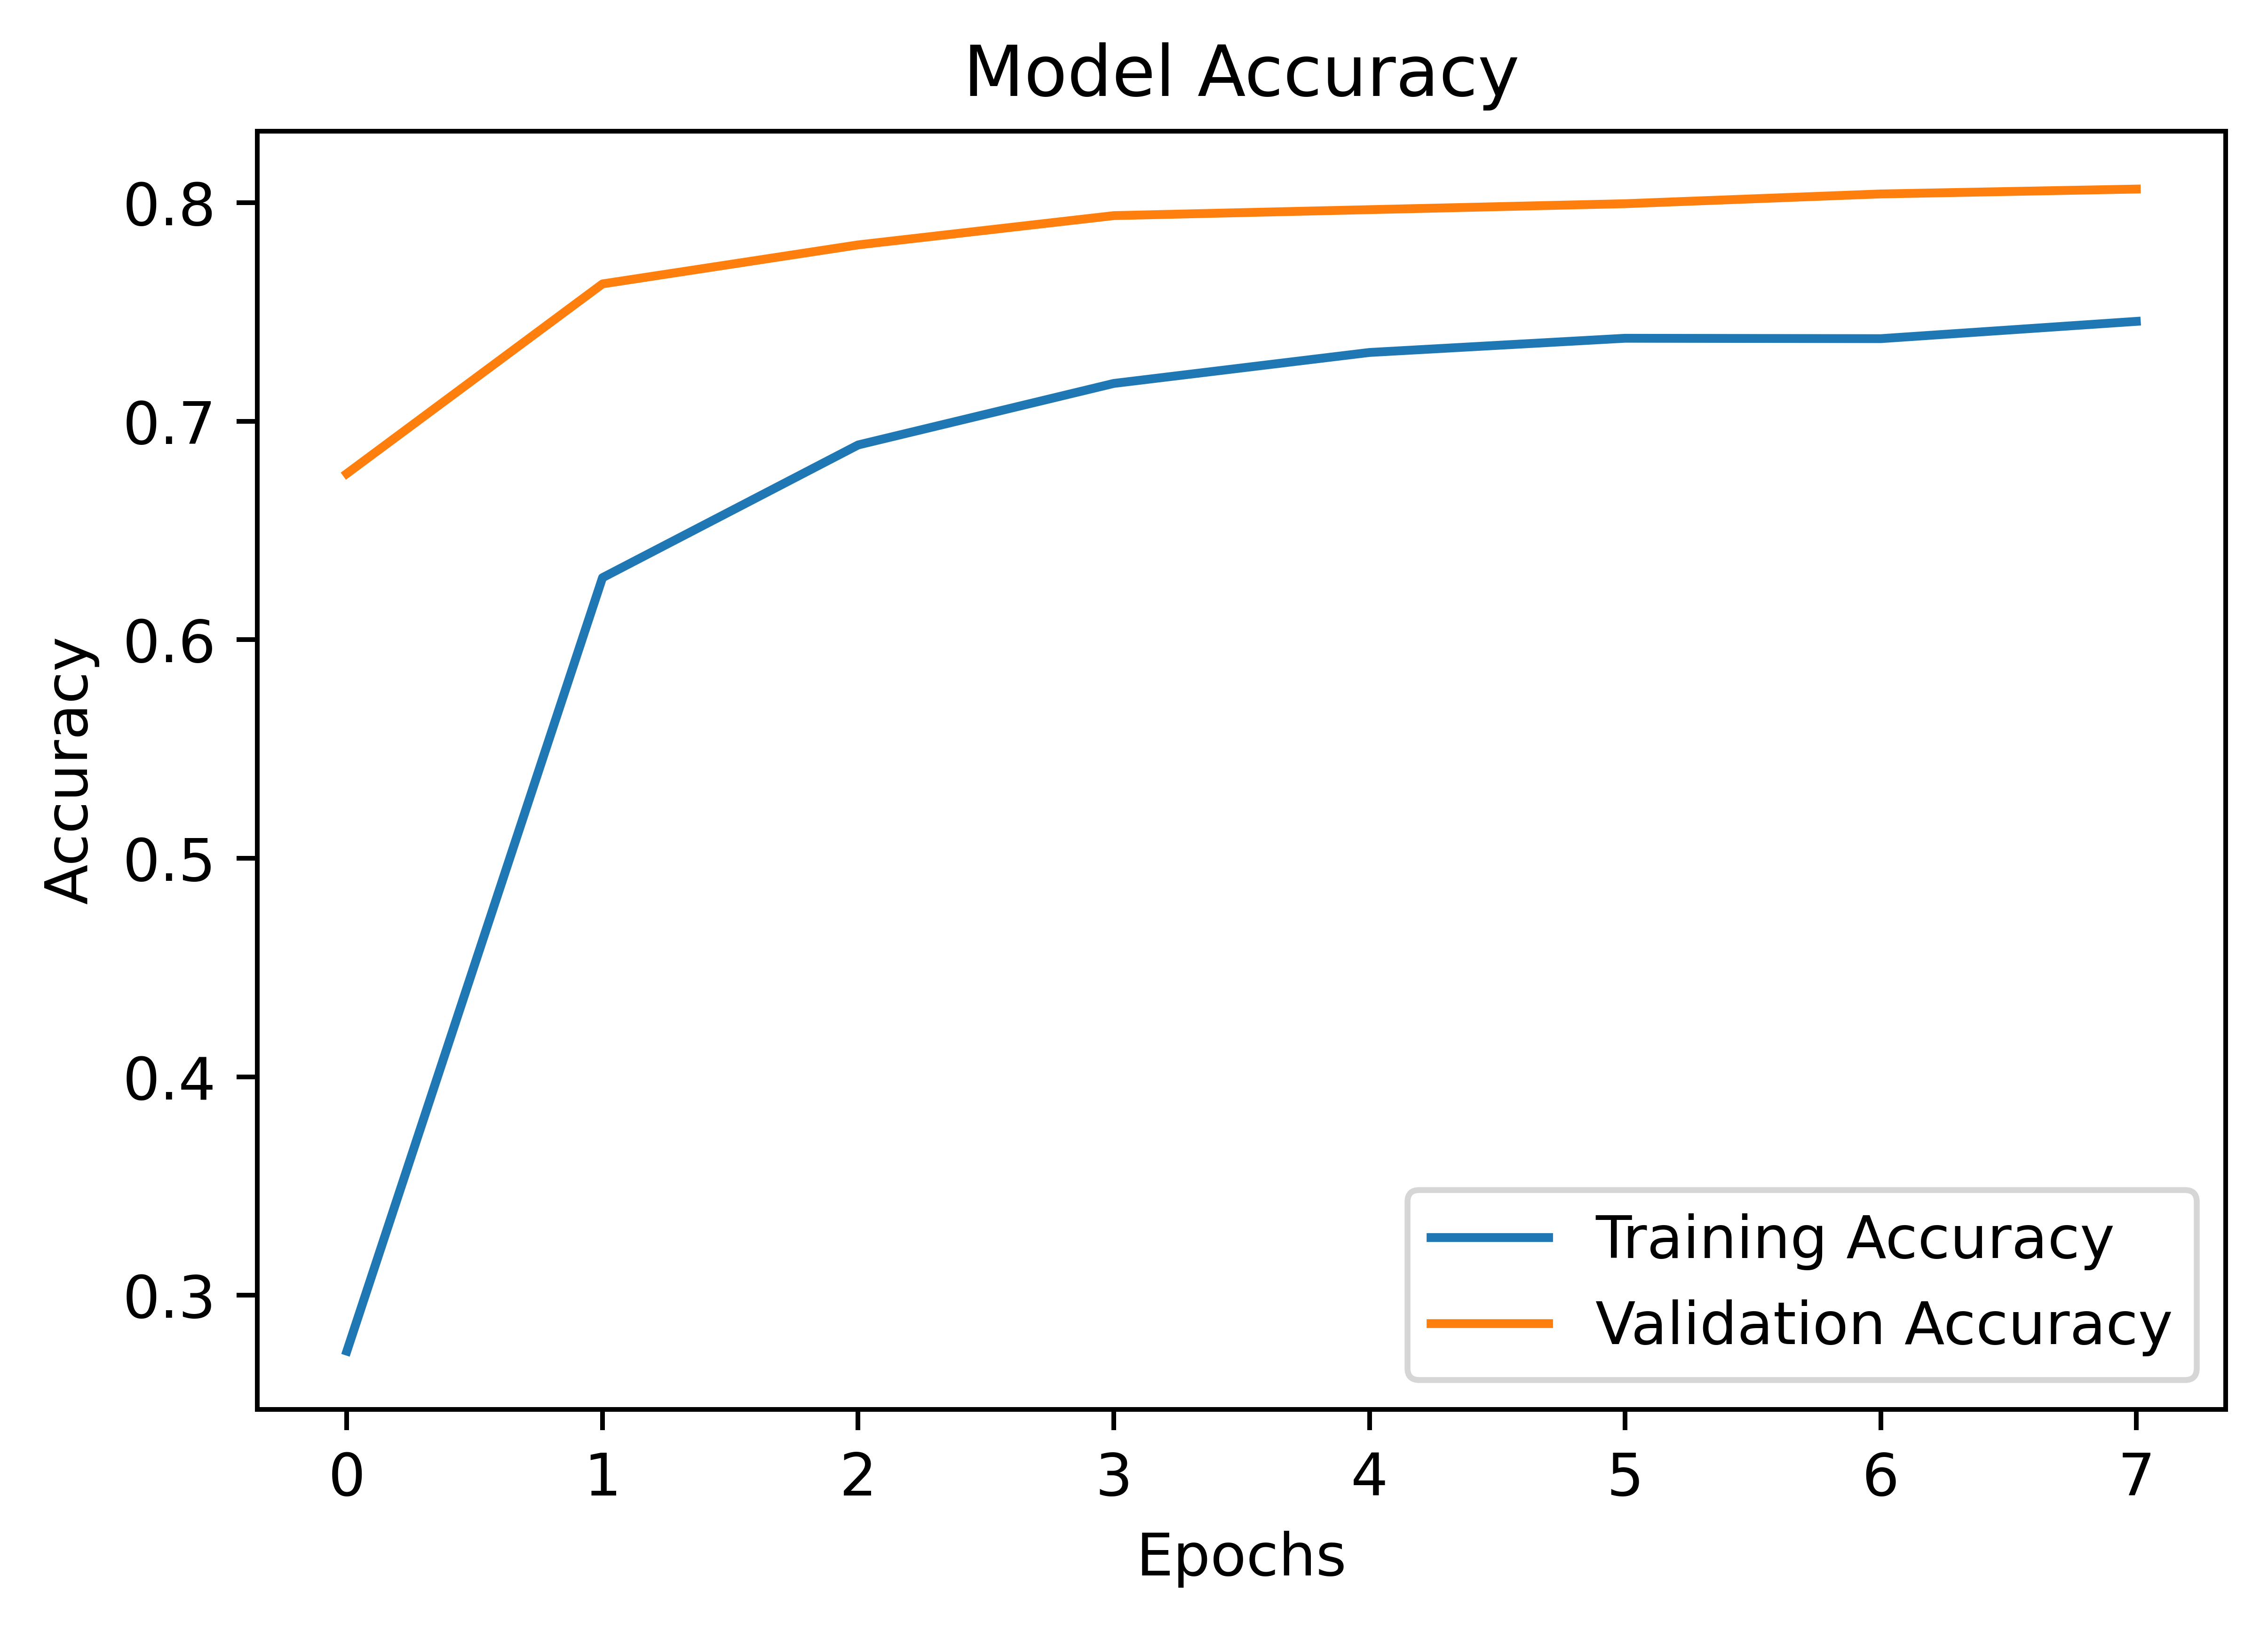 Model Accuracy
0.8
0.7
0.6
0.5
0.4
0.3
Accuracy
Training Accuracy
Validation Accuracy
0 1 2 3 4 5 6 7
Epochs